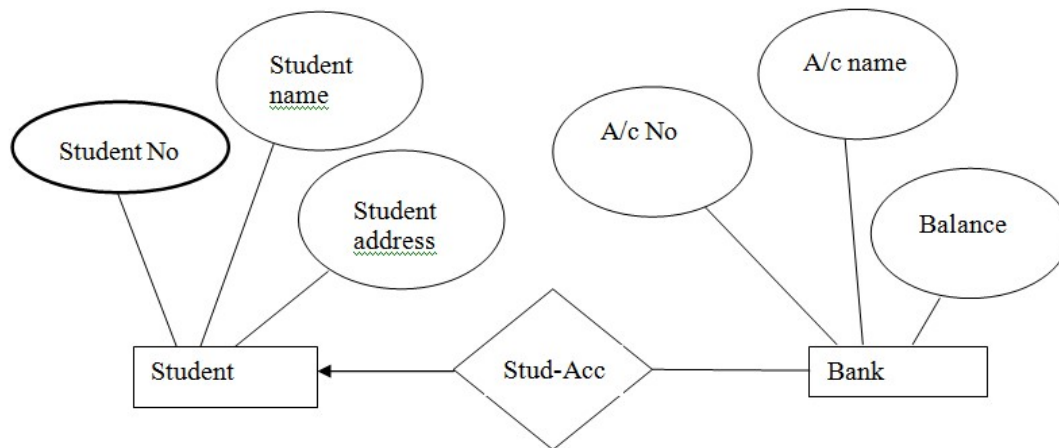 Student No
Student
name
Student
address
A/c No
A/c name
Balance
Student
Stud-Acc
Bank